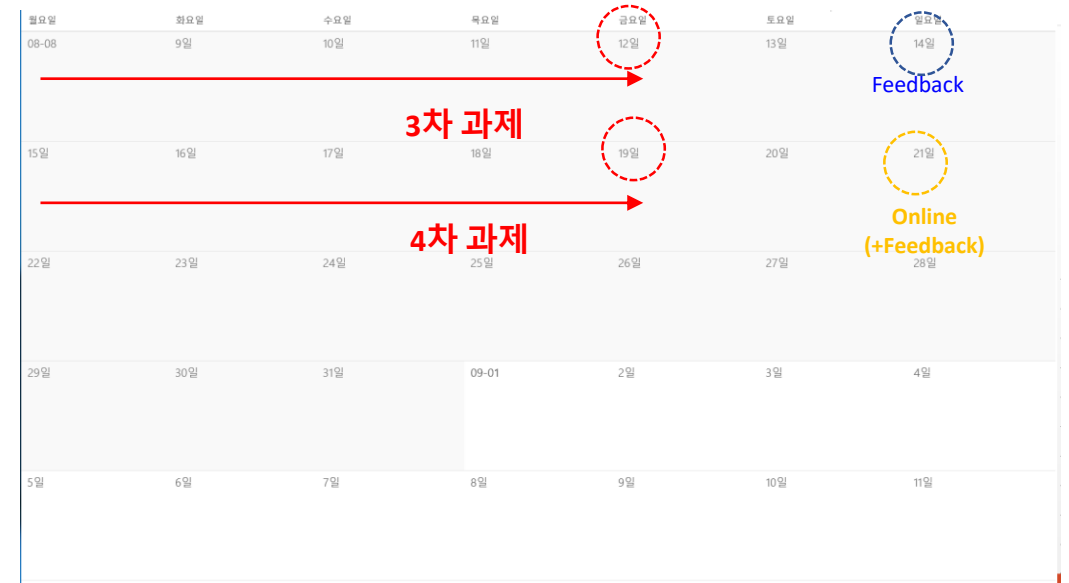 월요일 화요일 수요일 목요일 금요일 토요일 일요일
08-08 9일 10일 11일 12일 13일 14일
Feedback
3차 과제
15일 16일 17일 18일 19일 20일 21일
Online
4차 과제
(+Feedback)
22일 23일 24일 25일 26일 27일 28일
29일 30일 31일 09-01 2일 3일 4일
5일 6일 7일 8일 9일 10일 11일